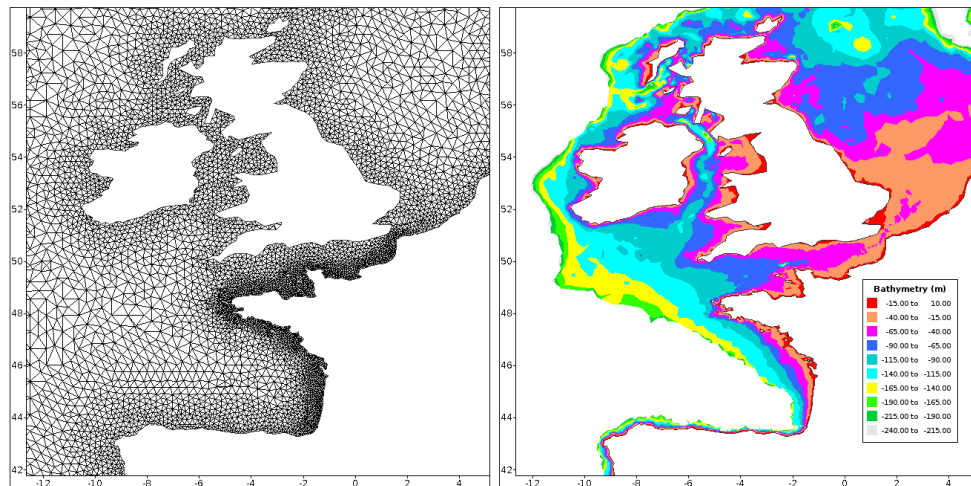 58
56
54
52
50
48
46
44
42
-12 -10 -8 -6 -4 -2 0 2 4
58
56
54
52
50
48
46
44
42
-12 -10 -8 -6 -4 -2 0 2 4
Bathymetry (m)
-15.00 to 10.00
-40.00 to -15.00
-65.00 to -40.00
-90.00 to -65.00
-115.00 to -90.00
-140.00 to -115.00
-165.00 to -140.00
-190.00 to -165.00
-215.00 to -190.00
-240.00 to -215.00